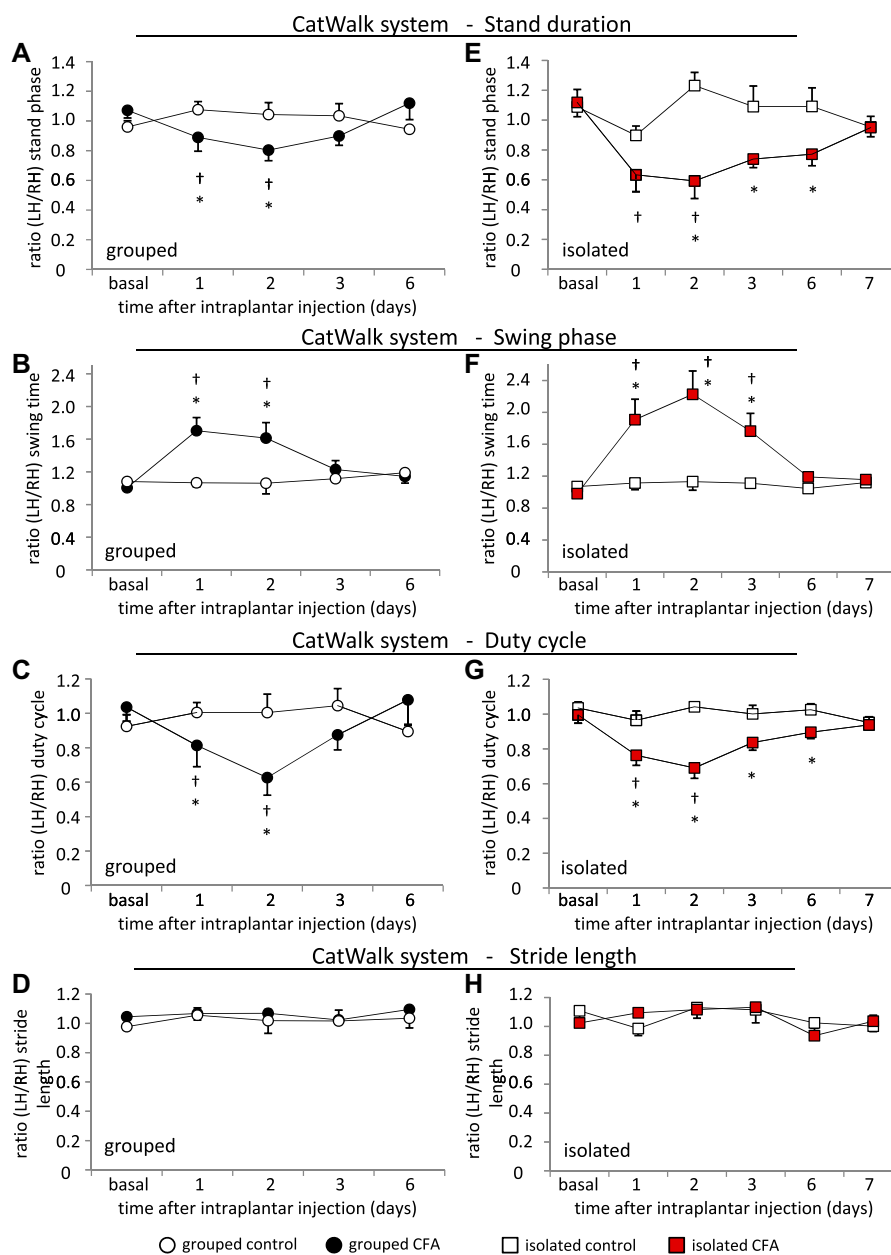 CatWalk system - Stand duration
A
ratio (LH/RH) stand phase
1.4
1.2
1.0
0.8
0.6
0.4
0.2
0
†
*
†
*
grouped
basal 1 2 3 6
time after intraplantar injection (days)
E
ratio (LH/RH) stand phase
1.4
1.2
1.0
0.8
0.6
0.4
0.2
0
†
†
*
*
*
isolated
basal 1 2 3 6 7
time after intraplantar injection (days)
CatWalk system - Swing phase
B
ratio (LH/RH) swing time
2.4
2.0
1.6
1.2
0.8
0.4
0
†
*
†
*
grouped
basal 1 2 3 6
time after intraplantar injection (days)
F
ratio (LH/RH) swing time
2.4
2.0
1.6
1.2
0.8
0.4
0
†
*
†
*
†
*
isolated
basal 1 2 3 6 7
time after intraplantar injection (days)
CatWalk system - Duty cycle
C
ratio (LH/RH) duty cycle
1.2
1.0
0.8
0.6
0.4
0.2
0
†
*
†
*
grouped
basal 1 2 3 6
time after intraplantar injection (days)
G
ratio (LH/RH) duty cycle
1.2
1.0
0.8
0.6
0.4
0.2
0
†
*
†
*
*
*
isolated
basal 1 2 3 6 7
time after intraplantar injection (days)
CatWalk system - Stride length
D
ratio (LH/RH) stride
length
1.2
1.0
0.8
0.6
0.4
0.2
0
grouped
basal 1 2 3 6
time after intraplantar injection (days)
H
ratio (LH/RH) stride
length
1.2
1.0
0.8
0.6
0.4
0.2
0
isolated
basal 1 2 3 6 7
time after intraplantar injection (days)
grouped control grouped CFA isolated control isolated CFA